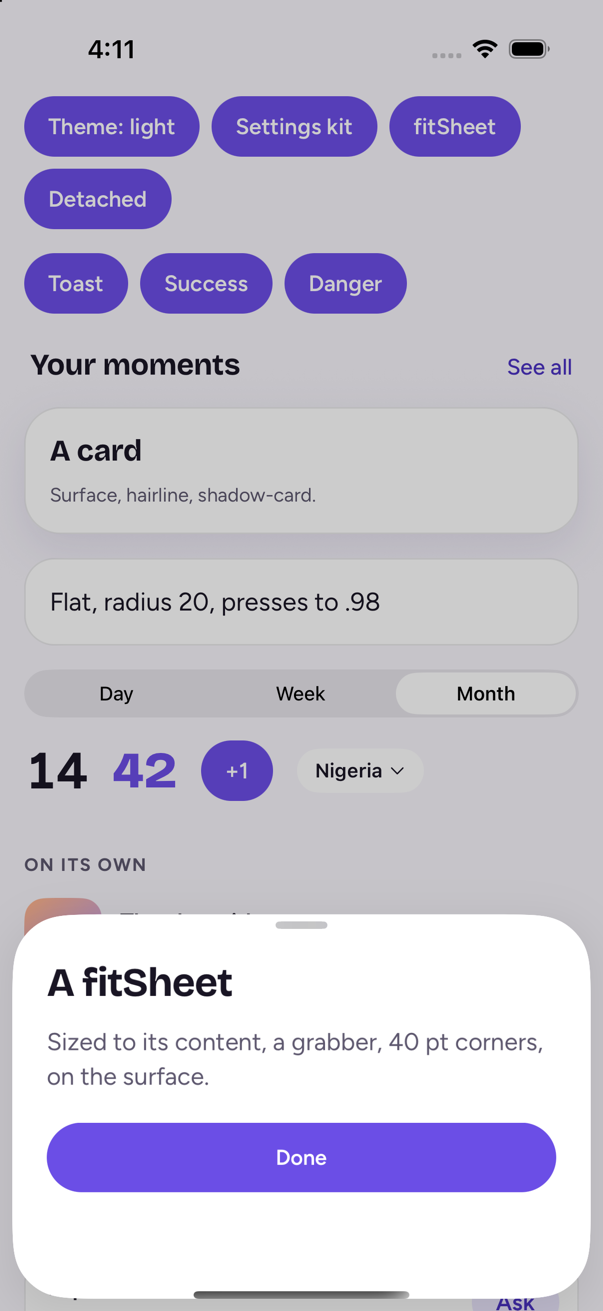 4:11
Theme: light
Settings kit
fitSheet
Detached
Toast
Success
Danger
Your moments
See all
A card
Surface, hairline, shadow-card.
Flat, radius 20, presses to .98
Day
Week
Month
14
42
+1
Nigeria
ON ITS OWN
A fitSheet
Sized to its content, a grabber, 40 pt corners,
on the surface.
Done
Ask